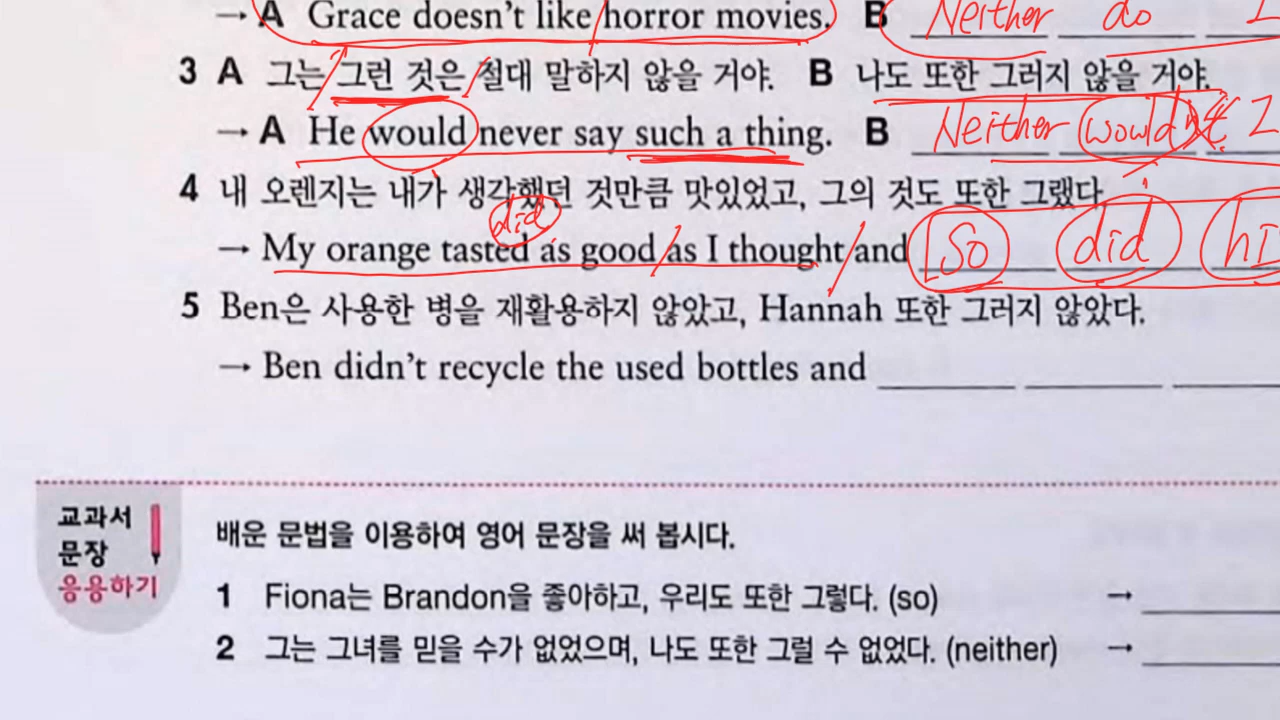 → A Grace doesn't like / horror movies. B Neither do I
3 A 그는 그런 것은 절대 말하지 않을 거야. B 나도 또한 그러지 않을 거야.
→ A He would never say such a thing. B Neither would I
4 내 오렌지는 내가 생각했던 것만큼 맛있었고, 그의 것도 또한 그랬다.
did
→ My orange tasted as good / as I thought / and so did hi
5 Ben은 사용한 병을 재활용하지 않았고, Hannah 또한 그러지 않았다.
→ Ben didn't recycle the used bottles and
교과서
문장
응용하기
배운 문법을 이용하여 영어 문장을 써 봅시다.
1 Fiona는 Brandon을 좋아하고, 우리도 또한 그렇다. (so) →
2 그는 그녀를 믿을 수가 없었으며, 나도 또한 그럴 수 없었다. (neither) →